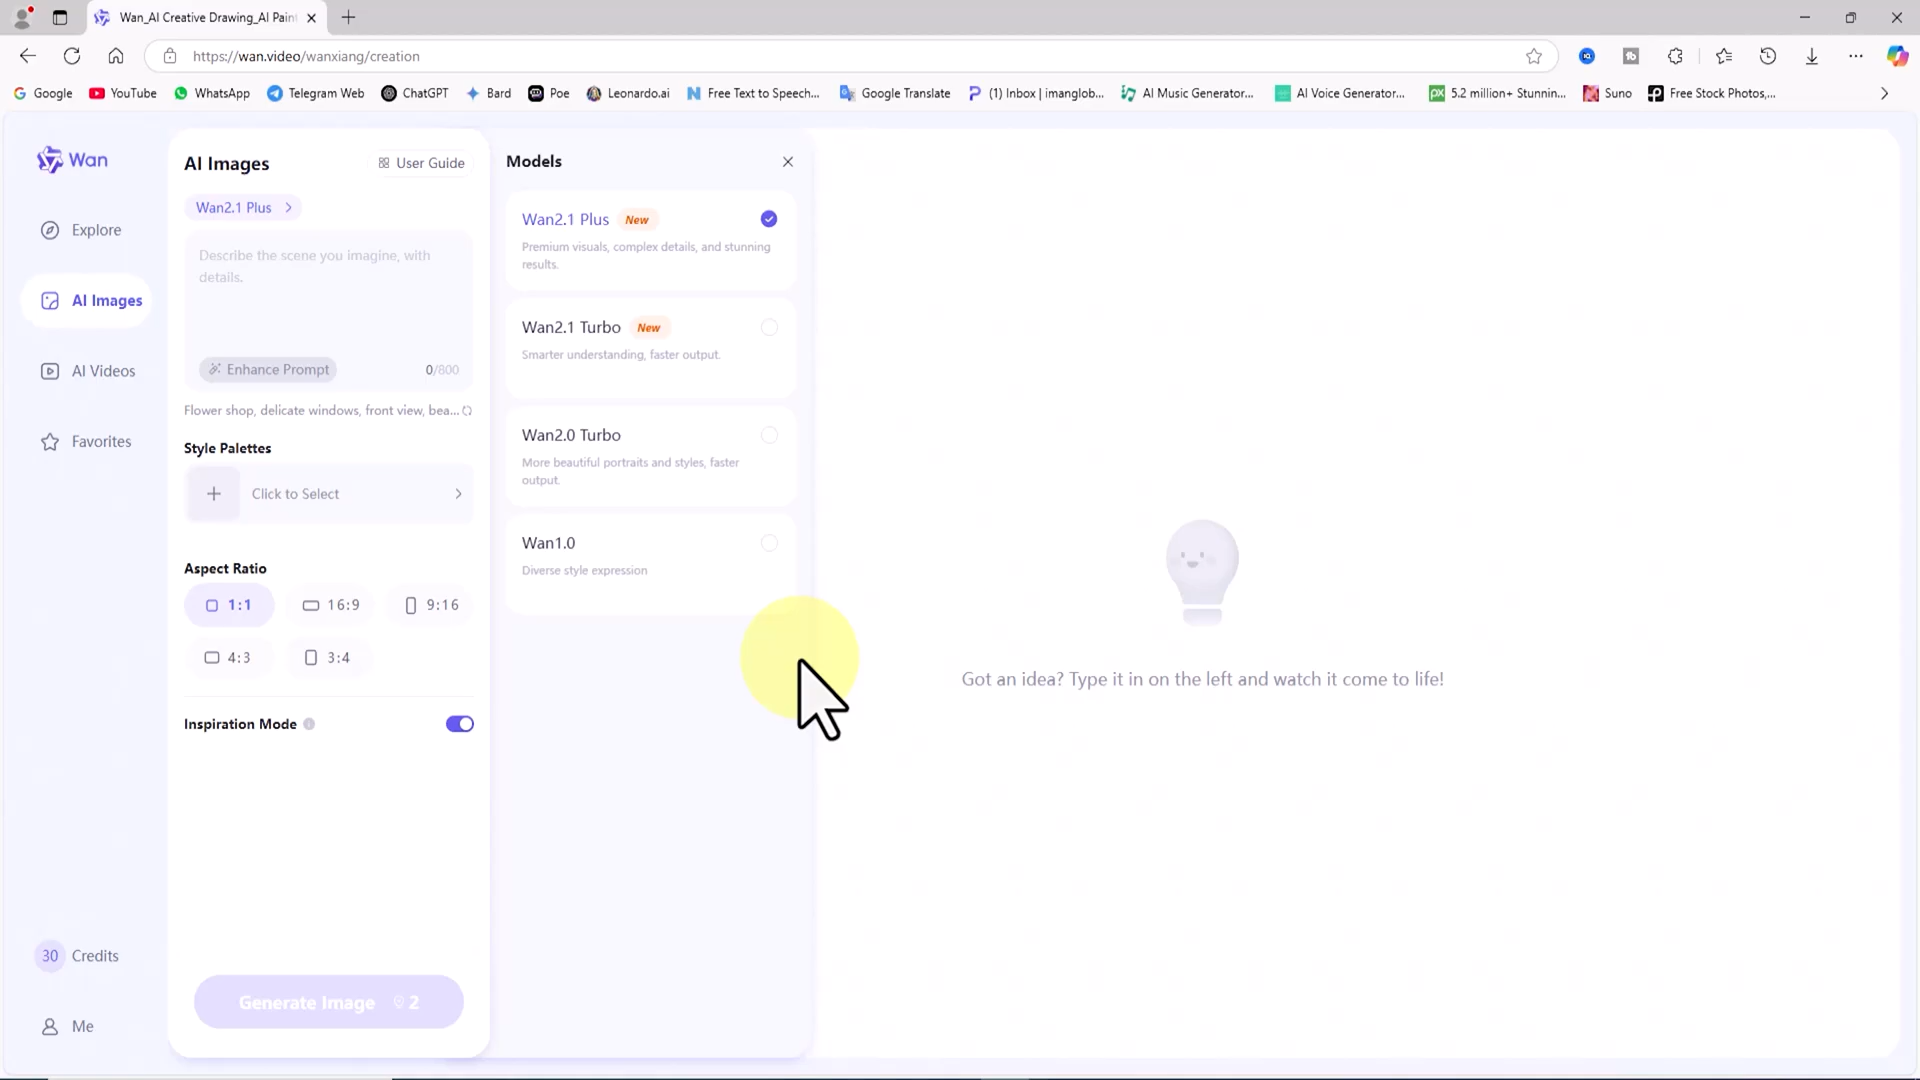 Wan_AI Creative Drawing_AI Pain
https://wan.video/wanxiang/creation
Google
YouTube
WhatsApp
Telegram Web
ChatGPT
Bard
Poe
Leonardo.ai
Free Text to Speech...
Google Translate
(1) Inbox | imanglob...
AI Music Generator...
AI Voice Generator...
5.2 million+ Stunnin...
Suno
Free Stock Photos,...
Wan
Explore
AI Images
AI Videos
Favorites
30 Credits
Me
AI Images
User Guide
Wan2.1 Plus
Describe the scene you imagine, with
details.
Enhance Prompt
0/800
Flower shop, delicate windows, front view, bea...
Style Palettes
Click to Select
Aspect Ratio
1:1
16:9
9:16
4:3
3:4
Inspiration Mode
Generate Image 2
Models
Wan2.1 Plus New
Premium visuals, complex details, and stunning
results.
Wan2.1 Turbo New
Smarter understanding, faster output.
Wan2.0 Turbo
More beautiful portraits and styles, faster
output.
Wan1.0
Diverse style expression
Got an idea? Type it in on the left and watch it come to life!